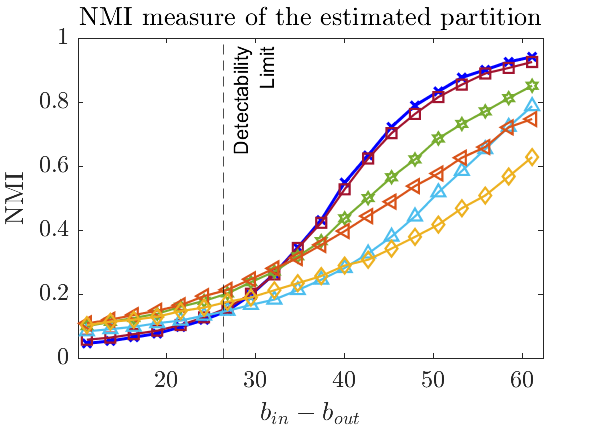 NMI measure of the estimated partition
1
0.8
0.6
0.4
0.2
0
NMI
Detectability
Limit
20
30
40
50
60
b_in − b_out